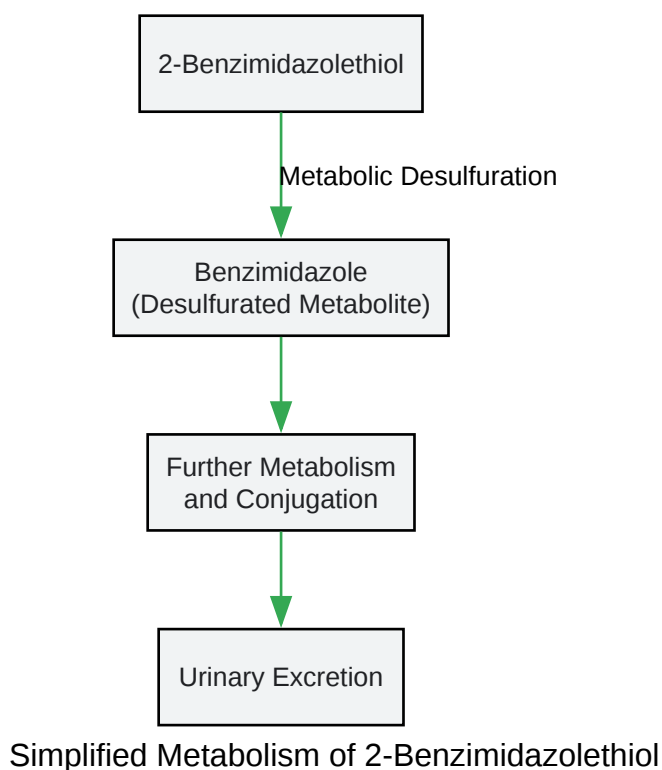 2-Benzimidazolethiol
Metabolic Desulfuration
Benzimidazole
(Desulfurated Metabolite)
Further Metabolism
and Conjugation
Urinary Excretion
Simplified Metabolism of 2-Benzimidazolethiol